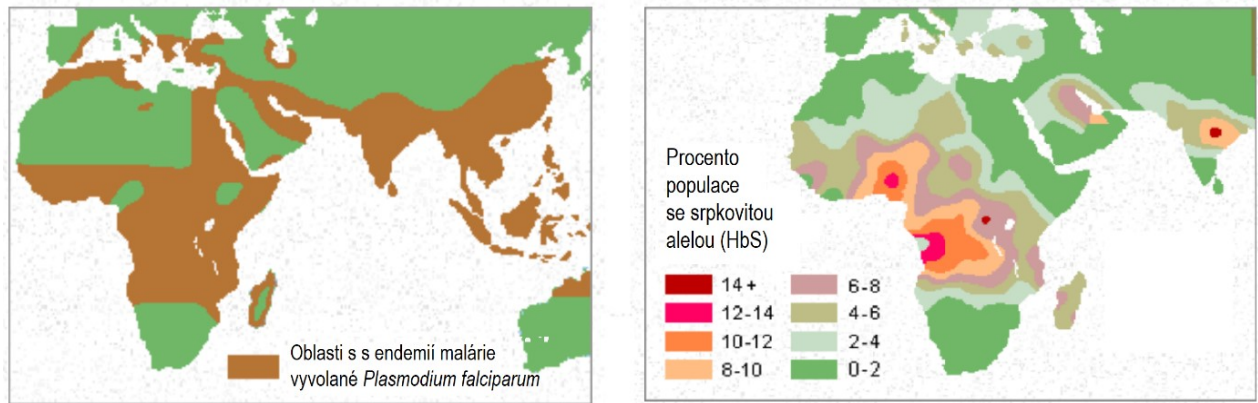 Oblasti s s endemií malárie
vyvolané Plasmodium falciparum
Procento
populace
se srpkovitou
alelou (HbS)
14 +
12-14
10-12
8-10
6-8
4-6
2-4
0-2